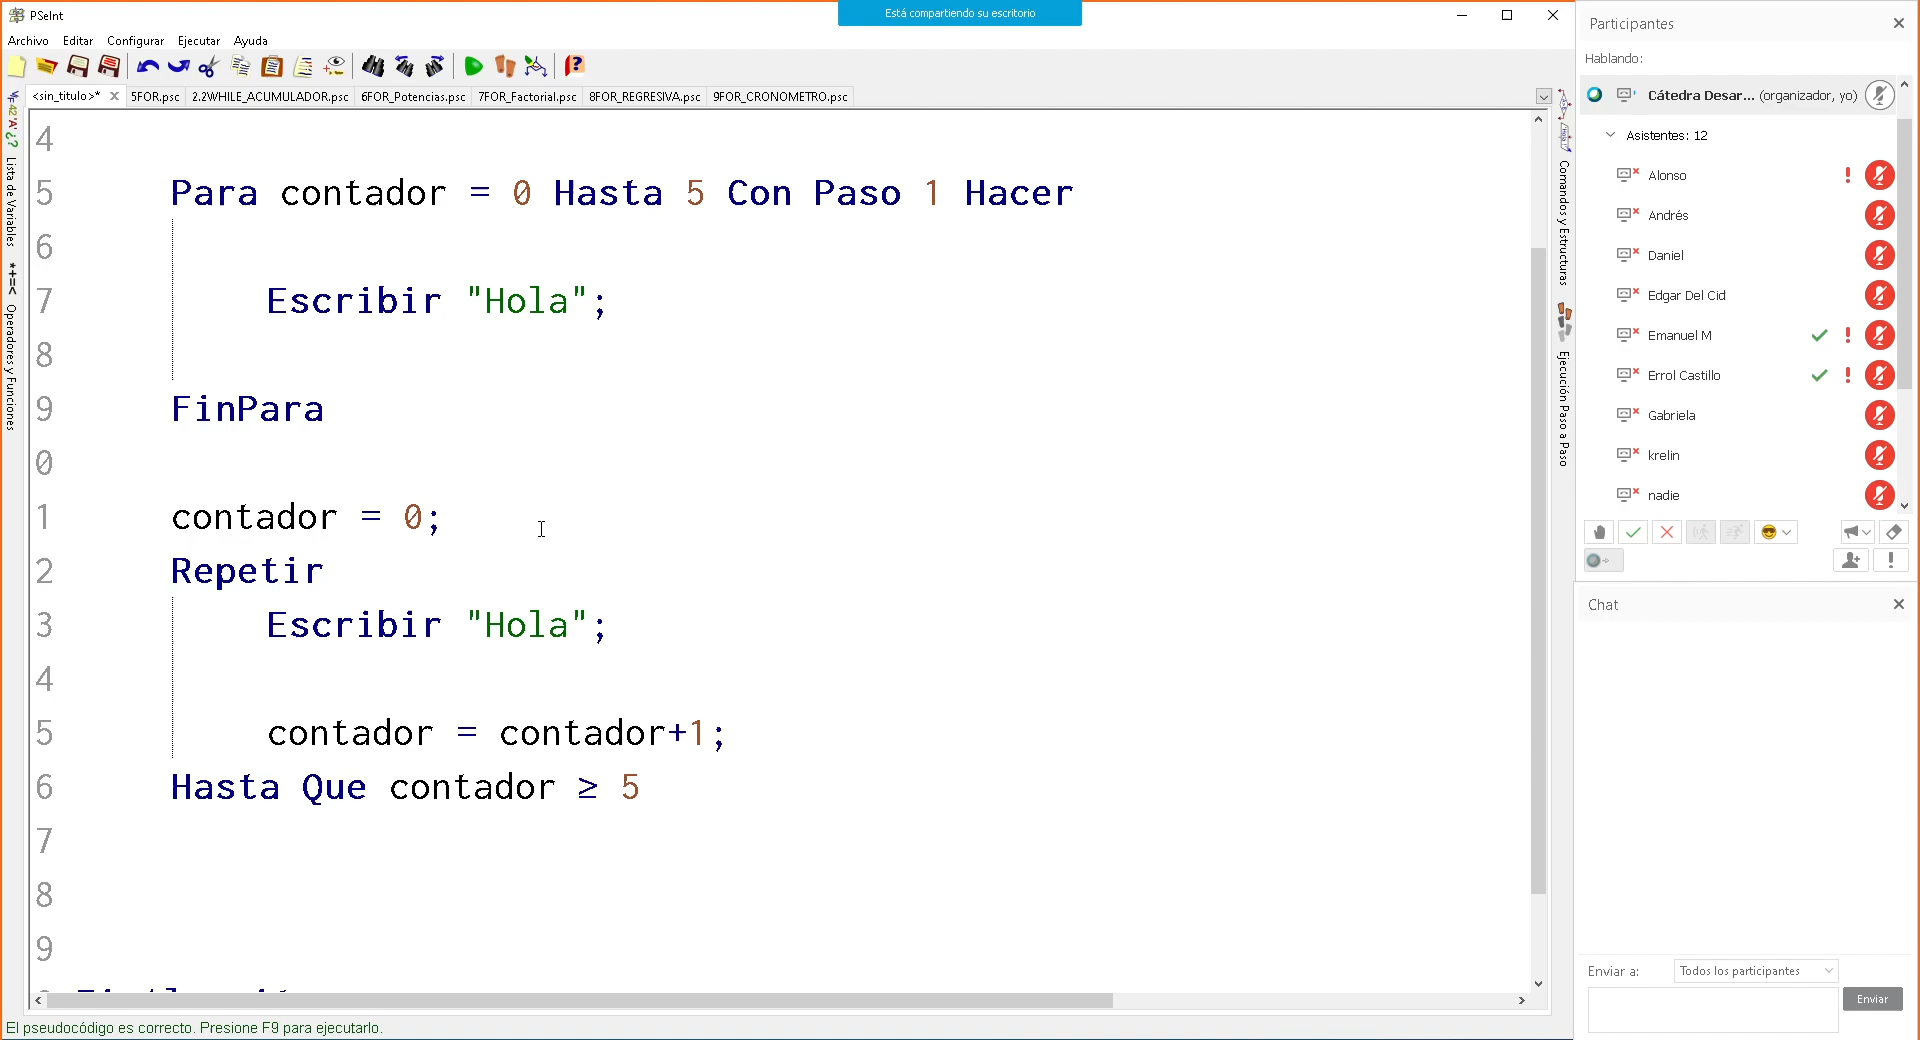 PSeInt
Está compartiendo su escritorio
Archivo Editar Configurar Ejecutar Ayuda
<sin_titulo>* 5FOR.psc 2.2WHILE_ACUMULADOR.psc 6FOR_Potencias.psc 7FOR_Factorial.psc 8FOR_REGRESIVA.psc 9FOR_CRONOMETRO.psc
4
5 Para contador = 0 Hasta 5 Con Paso 1 Hacer
6
7 Escribir "Hola";
8
9 FinPara
0
1 contador = 0;
2 Repetir
3 Escribir "Hola";
4
5 contador = contador+1;
6 Hasta Que contador ≥ 5
7
8
9
El pseudocódigo es correcto. Presione F9 para ejecutarlo.
Lista de Variables
*+=< Operadores y Funciones
Comandos y Estructuras
Ejecución Paso a Paso
Participantes
Hablando:
Cátedra Desar... (organizador, yo)
Asistentes: 12
Alonso
Andrés
Daniel
Edgar Del Cid
Emanuel M
Errol Castillo
Gabriela
krelin
nadie
Chat
Enviar a: Todos los participantes
Enviar